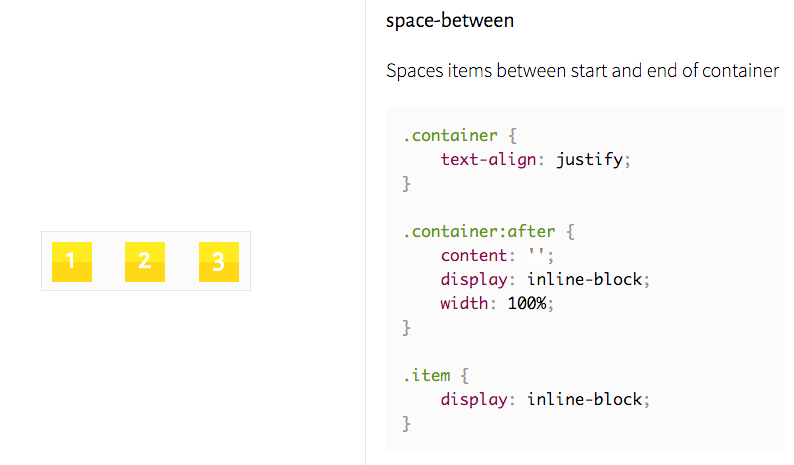 space-between
Spaces items between start and end of container
.container {
    text-align: justify;
}
.container:after {
    content: '';
    display: inline-block;
    width: 100%;
}
.item {
    display: inline-block;
}
1 2 3